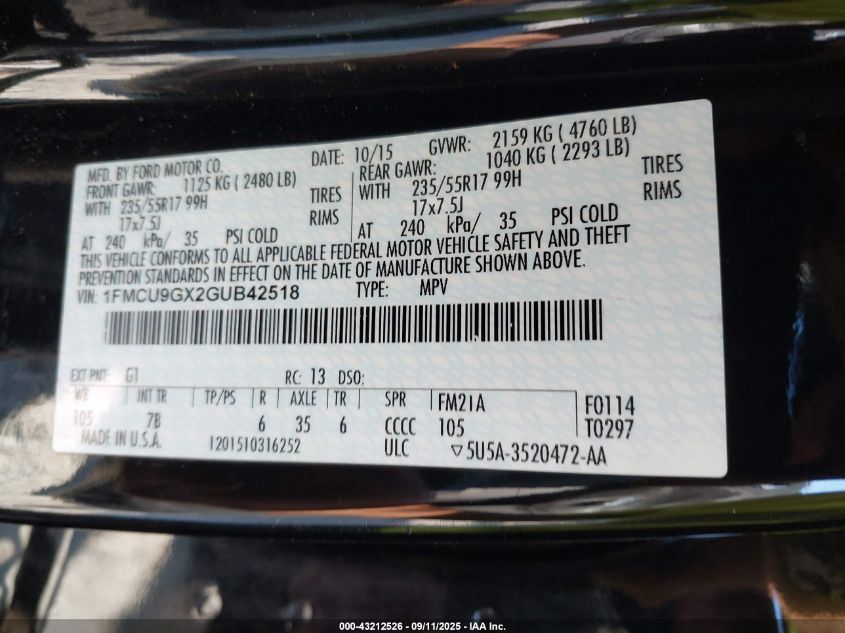 MFD. BY FORD MOTOR CO.
DATE: 10/15 GVWR: 2159 KG ( 4760 LB)
FRONT GAWR: 1125 KG ( 2480 LB) REAR GAWR: 1040 KG ( 2293 LB)
WITH 235/55R17 99H TIRES WITH 235/55R17 99H TIRES
17x7.5J RIMS 17x7.5J RIMS
AT 240 kPa/ 35 PSI COLD AT 240 kPa/ 35 PSI COLD
THIS VEHICLE CONFORMS TO ALL APPLICABLE FEDERAL MOTOR VEHICLE SAFETY AND THEFT
PREVENTION STANDARDS IN EFFECT ON THE DATE OF MANUFACTURE SHOWN ABOVE.
VIN: 1FMCU9GX2GUB42518 TYPE: MPV
EXT PNT: G1 RC: 13 DSO:
WB INT TR TP/PS R AXLE TR SPR FM21A F0114
105 7B 6 35 6 CCCC 105 T0297
MADE IN U.S.A. 1201510316252 ULC ▽5U5A-3520472-AA
000-43212526 - 09/11/2025 - IAA Inc.